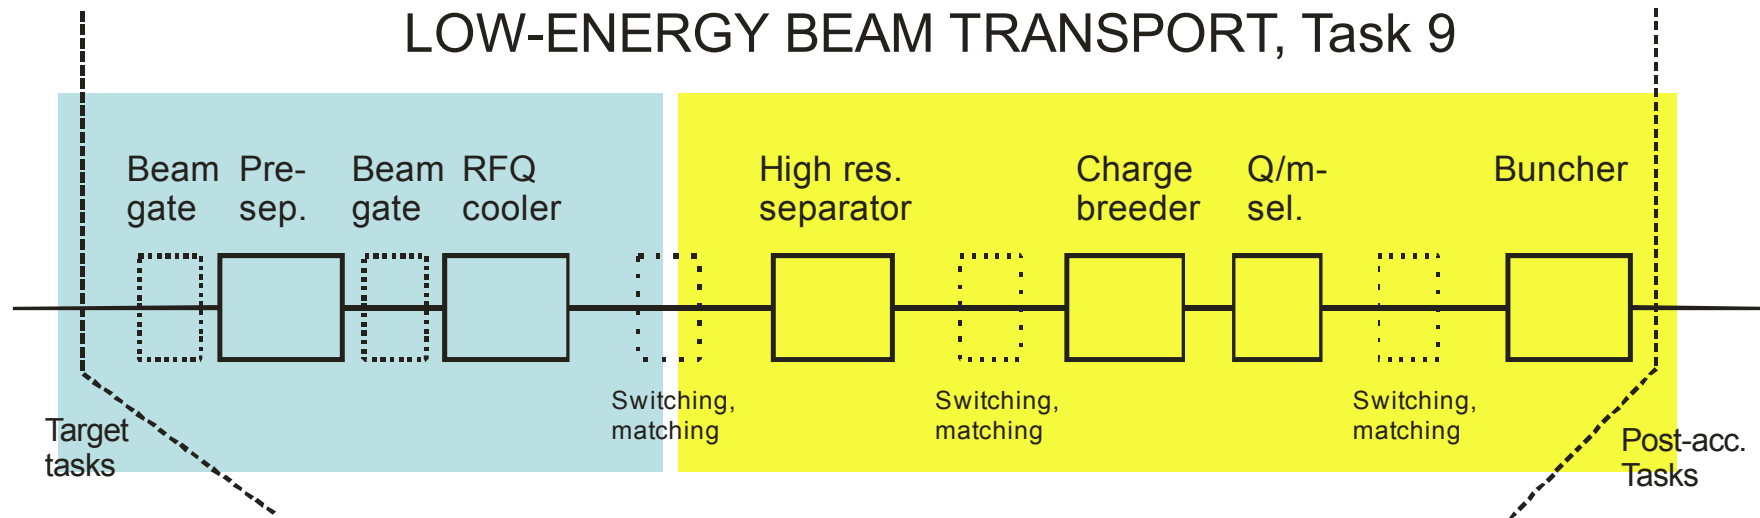 LOW-ENERGY BEAM TRANSPORT, Task 9
Beam
gate
Pre-
sep.
Beam
gate
RFQ
cooler
High res.
separator
Charge
breeder
Q/m-
sel.
Buncher
Switching,
matching
Switching,
matching
Switching,
matching
Target
tasks
Post-acc.
Tasks